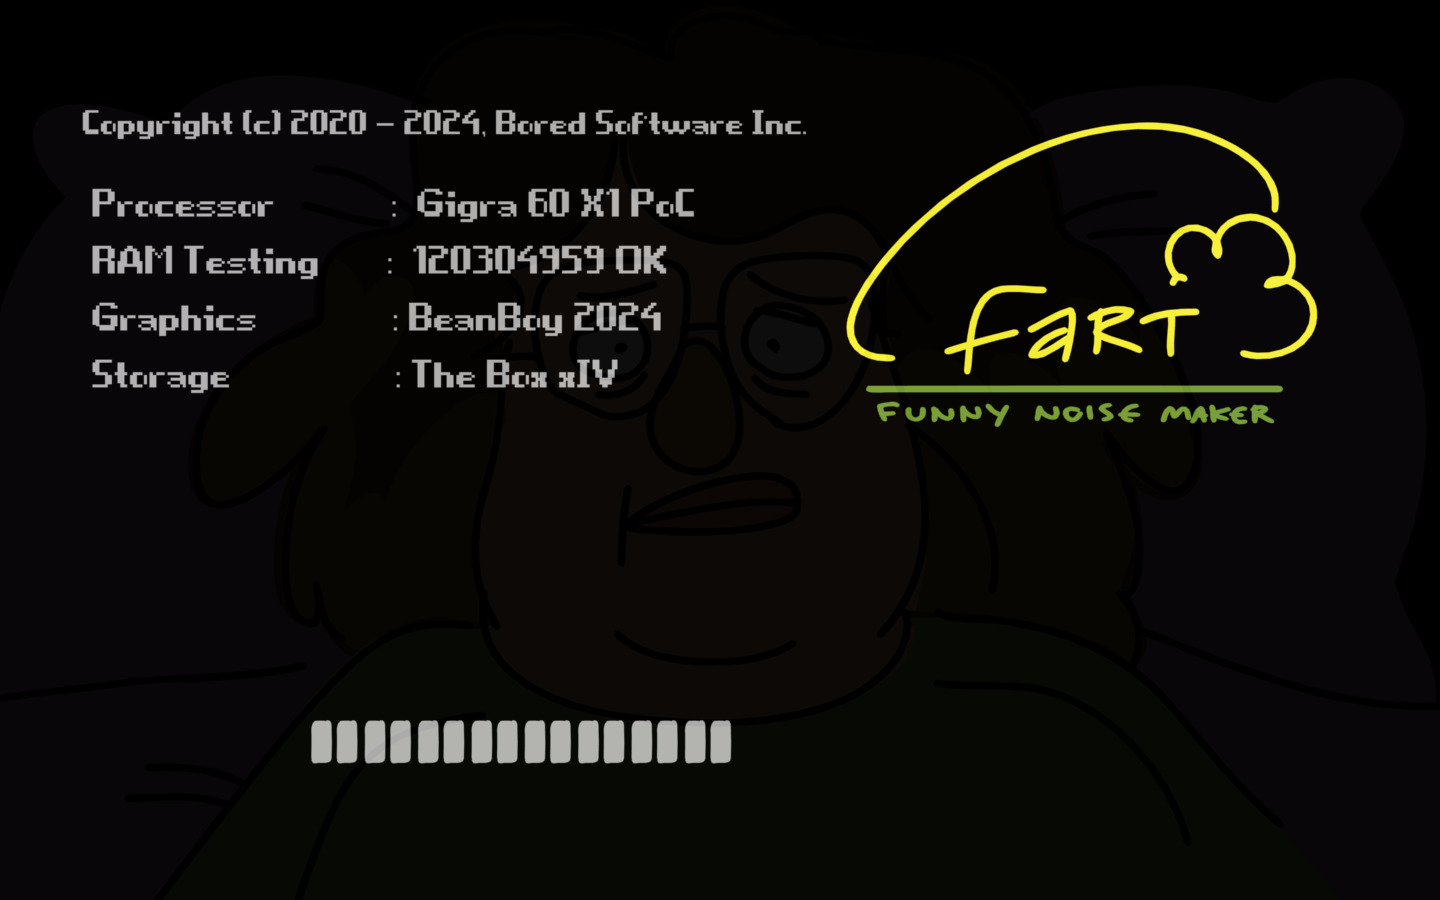 Copyright (c) 2020 - 2024, Bored Software Inc.
Processor : Gigra 60 X1 PoC
RAM Testing : 120304959 OK
Graphics : BeanBoy 2024
Storage : The Box xIV
FART
FUNNY NOISE MAKER